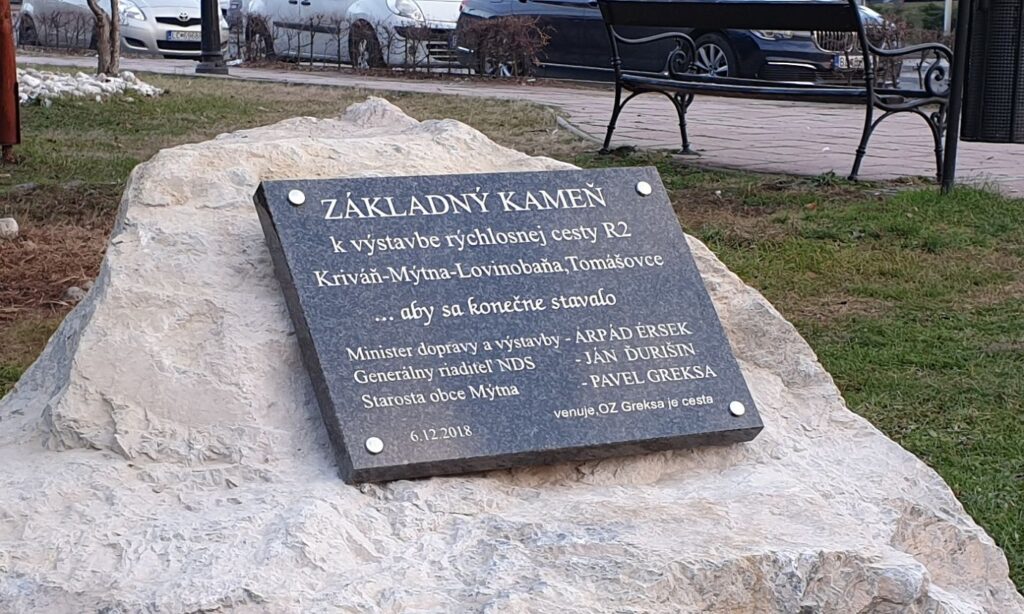 ZÁKLADNÝ KAMEŇ
k výstavbe rýchlosnej cesty R2
Kriváň-Mýtna-Lovinobaňa,Tomášovce
... aby sa konečne stavalo
Minister dopravy a výstavby - ÁRPÁD ÉRSEK
Generálny riaditeľ NDS - JÁN ĎURIŠIN
Starosta obce Mýtna - PAVEL GREKSA
6.12.2018
venuje,OZ Greksa je cesta